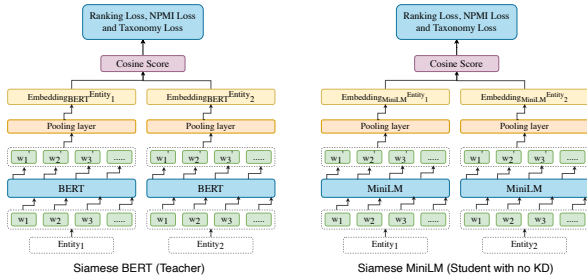 Ranking Loss, NPMI Loss
and Taxonomy Loss
Cosine Score
Embedding_BERT^Entity_1
Embedding_BERT^Entity_2
Pooling layer
Pooling layer
w1' w2' w3' .....
w1' w2' w3' .....
BERT
BERT
w1 w2 w3 .....
w1 w2 w3 .....
Entity1
Entity2
Siamese BERT (Teacher)
Ranking Loss, NPMI Loss
and Taxonomy Loss
Cosine Score
Embedding_MiniLM^Entity_1
Embedding_MiniLM^Entity_2
Pooling layer
Pooling layer
w1' w2' w3' .....
w1' w2' w3' .....
MiniLM
MiniLM
w1 w2 w3 .....
w1 w2 w3 .....
Entity1
Entity2
Siamese MiniLM (Student with no KD)